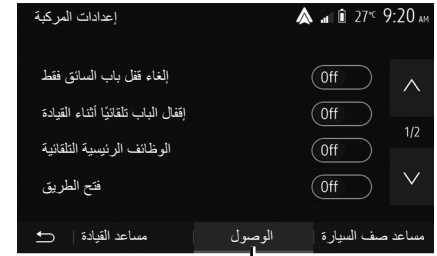 إعدادات المركبة 27°C 9:20 AM
إلغاء قفل باب السائق فقط Off
إقفال الباب تلقائيًا أثناء القيادة Off
1/2
الوظائف الرئيسية التلقائية Off
فتح الطريق Off
مساعد صف السيارة الوصول مساعد القيادة